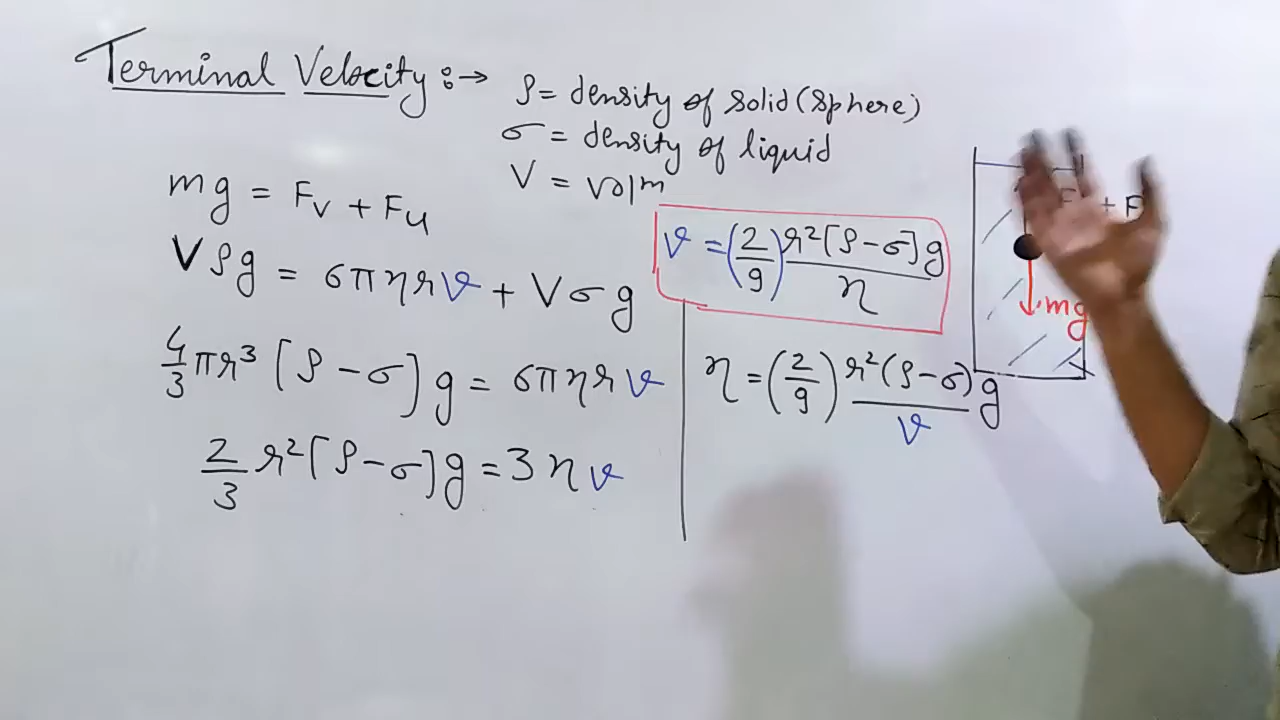 Terminal Velocity :→
ρ = density of solid (sphere)
σ = density of liquid
V = volm
mg = Fv + Fu
Vρg = 6πηrv + Vσg
4/3 πr³ [ρ − σ] g = 6πηrv
2/3 r² [ρ − σ] g = 3ηv
v = (2/9) r² [ρ − σ] g / η
η = (2/9) r² (ρ − σ) g / v
+ F
mg